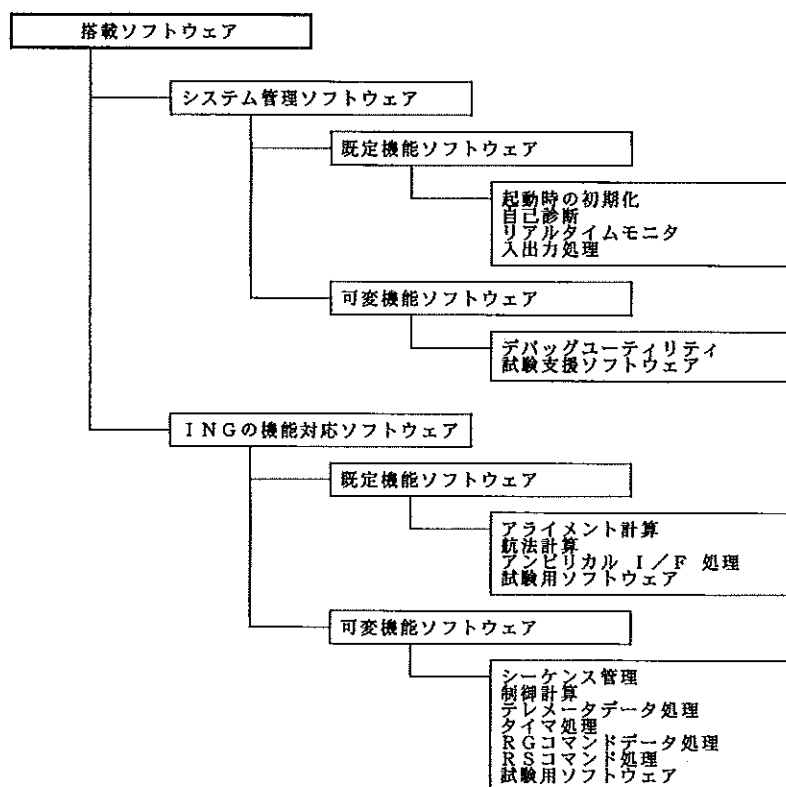 搭載ソフトウェア
システム管理ソフトウェア
既定機能ソフトウェア
起動時の初期化
自己診断
リアルタイムモニタ
入出力処理
可変機能ソフトウェア
デバッグユーティリティ
試験支援ソフトウェア
INGの機能対応ソフトウェア
既定機能ソフトウェア
アライメント計算
航法計算
アンビリカル I/F 処理
試験用ソフトウェア
可変機能ソフトウェア
シーケンス管理
制御計算
テレメータデータ処理
タイマ処理
RGコマンドデータ処理
RSコマンド処理
試験用ソフトウェア